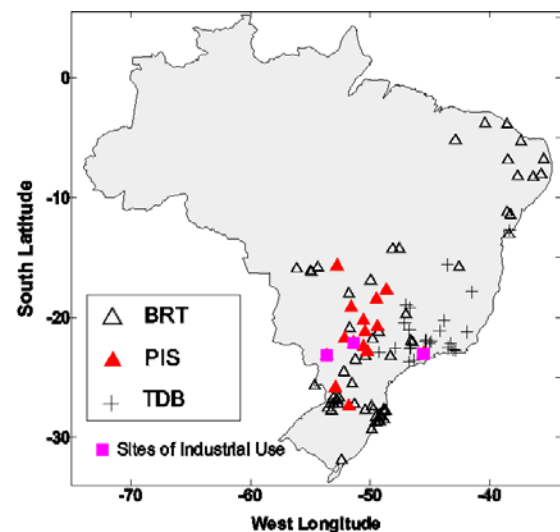 0
-10
-20
-30
South Latitude
BRT
PIS
TDB
Sites of Industrial Use
-70
-60
-50
-40
West Longitude